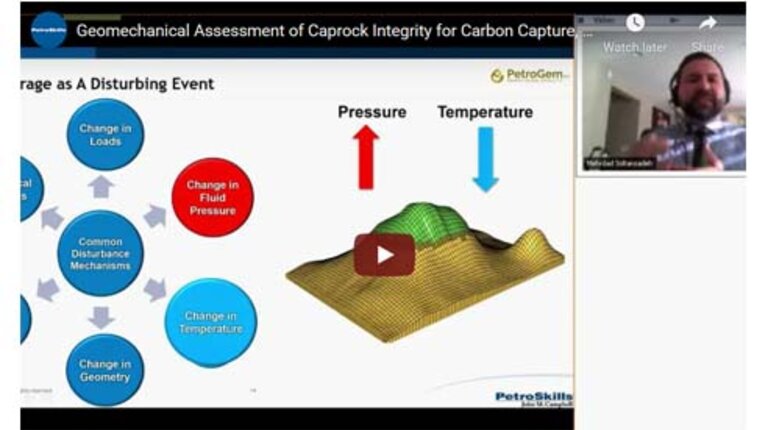 PetroSkills
Geomechanical Assessment of Caprock Integrity for Carbon Capture, ...
Watch later
Share
rage as A Disturbing Event
PetroGem
Pressure
Temperature
Change in
Loads
cal
s
Change in
Fluid
Pressure
Common
Disturbance
Mechanisms
Change in
Temperature
Change in
Geometry
Mehrdad Soltanzadeh
PetroSkills
John M. Campbell